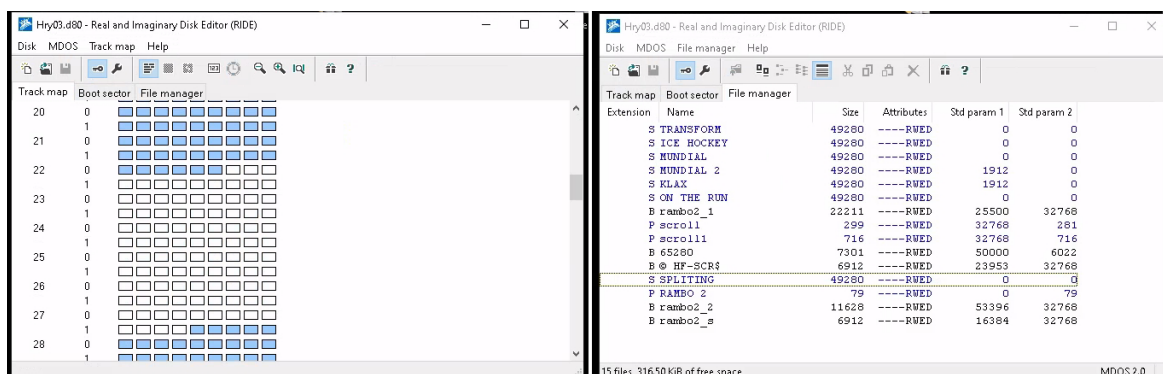 Hry03.d80 - Real and Imaginary Disk Editor (RIDE)
Disk MDOS Track map Help
Track map Boot sector File manager
20 0
1
21 0
1
22 0
1
23 0
1
24 0
1
25 0
1
26 0
1
27 0
1
28 0
1
Hry03.d80 - Real and Imaginary Disk Editor (RIDE)
Disk MDOS File manager Help
Track map Boot sector File manager
Extension Name Size Attributes Std param 1 Std param 2
S TRANSFORM 49280 ----RWED 0 0
S ICE HOCKEY 49280 ----RWED 0 0
S MUNDIAL 49280 ----RWED 0 0
S MUNDIAL 2 49280 ----RWED 1912 0
S KLAX 49280 ----RWED 1912 0
S ON THE RUN 49280 ----RWED 0 0
B rambo2_1 22211 ----RWED 25500 32768
P scroll 299 ----RWED 32768 281
P scroll1 716 ----RWED 32768 716
B 65280 7301 ----RWED 50000 6022
B © HF-SCR$ 6912 ----RWED 23953 32768
S SPLITING 49280 ----RWED 0 0
P RAMBO 2 79 ----RWED 0 79
B rambo2_2 11628 ----RWED 53396 32768
B rambo2_s 6912 ----RWED 16384 32768
15 files, 316.50 KiB of free space
MDOS 2.0